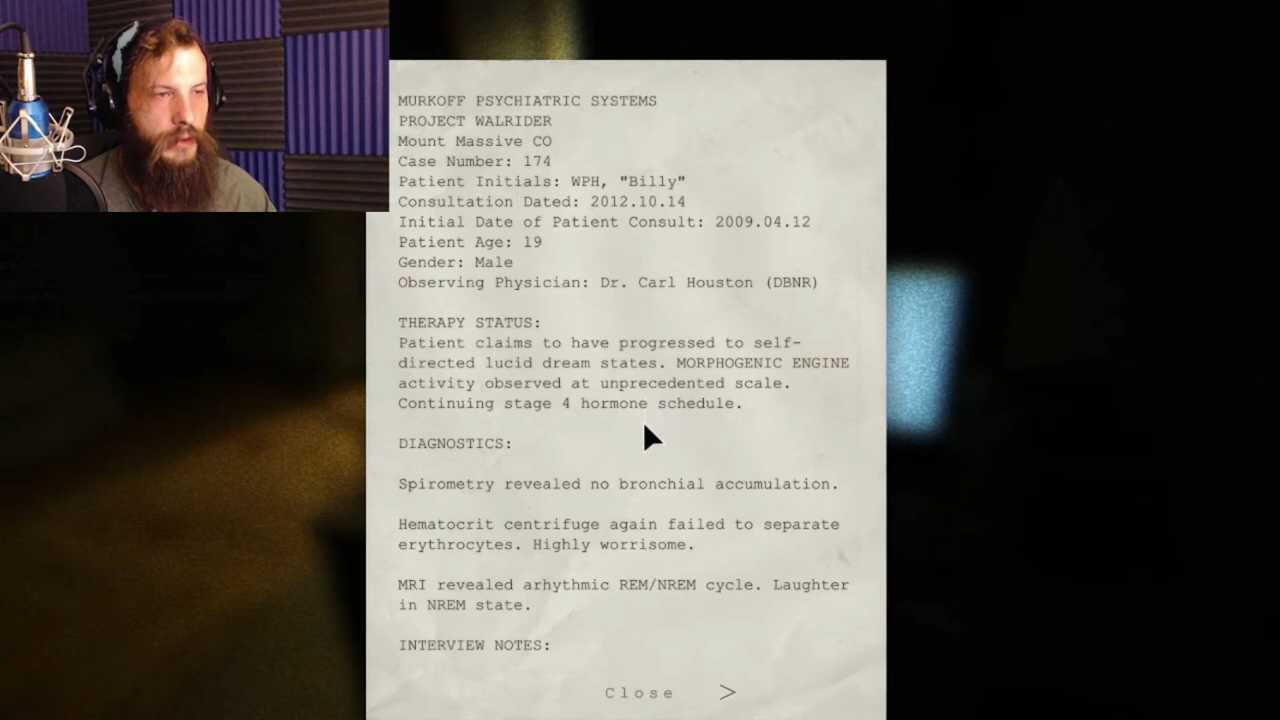 MURKOFF PSYCHIATRIC SYSTEMS
PROJECT WALRIDER
Mount Massive CO
Case Number: 174
Patient Initials: WPH, "Billy"
Consultation Dated: 2012.10.14
Initial Date of Patient Consult: 2009.04.12
Patient Age: 19
Gender: Male
Observing Physician: Dr. Carl Houston (DBNR)
THERAPY STATUS:
Patient claims to have progressed to self-
directed lucid dream states. MORPHOGENIC ENGINE
activity observed at unprecedented scale.
Continuing stage 4 hormone schedule.
DIAGNOSTICS:
Spirometry revealed no bronchial accumulation.
Hematocrit centrifuge again failed to separate
erythrocytes. Highly worrisome.
MRI revealed arhythmic REM/NREM cycle. Laughter
in NREM state.
INTERVIEW NOTES:
Close >